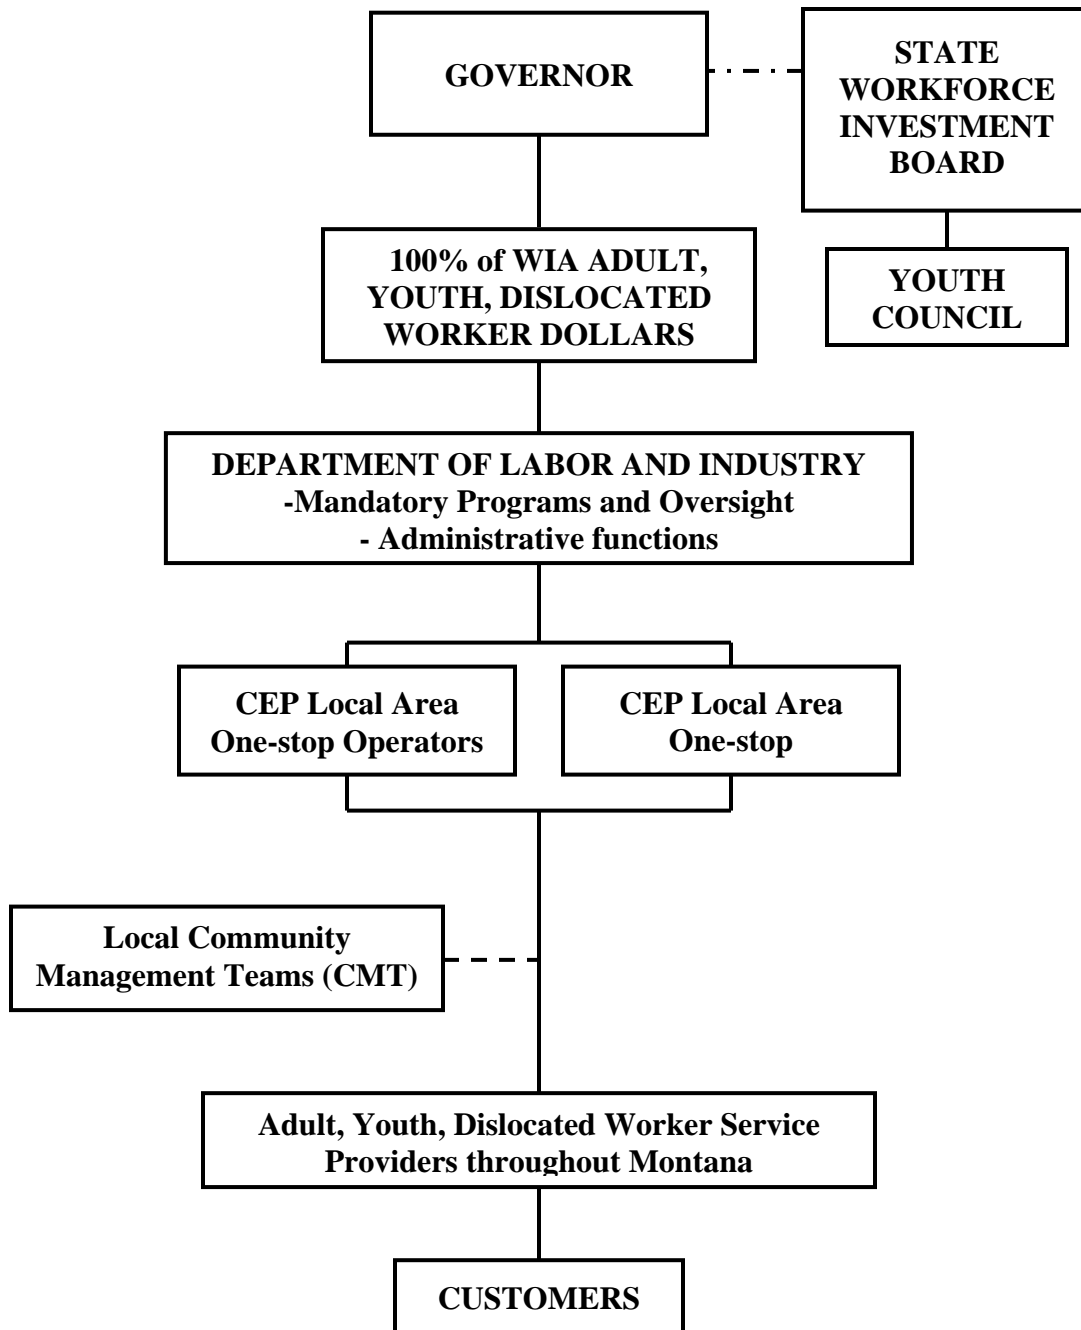 GOVERNOR
STATE
WORKFORCE
INVESTMENT
BOARD
100% of WIA ADULT,
YOUTH, DISLOCATED
WORKER DOLLARS
YOUTH
COUNCIL
DEPARTMENT OF LABOR AND INDUSTRY
-Mandatory Programs and Oversight
- Administrative functions
CEP Local Area
One-stop Operators
CEP Local Area
One-stop
Local Community
Management Teams (CMT)
Adult, Youth, Dislocated Worker Service
Providers throughout Montana
CUSTOMERS